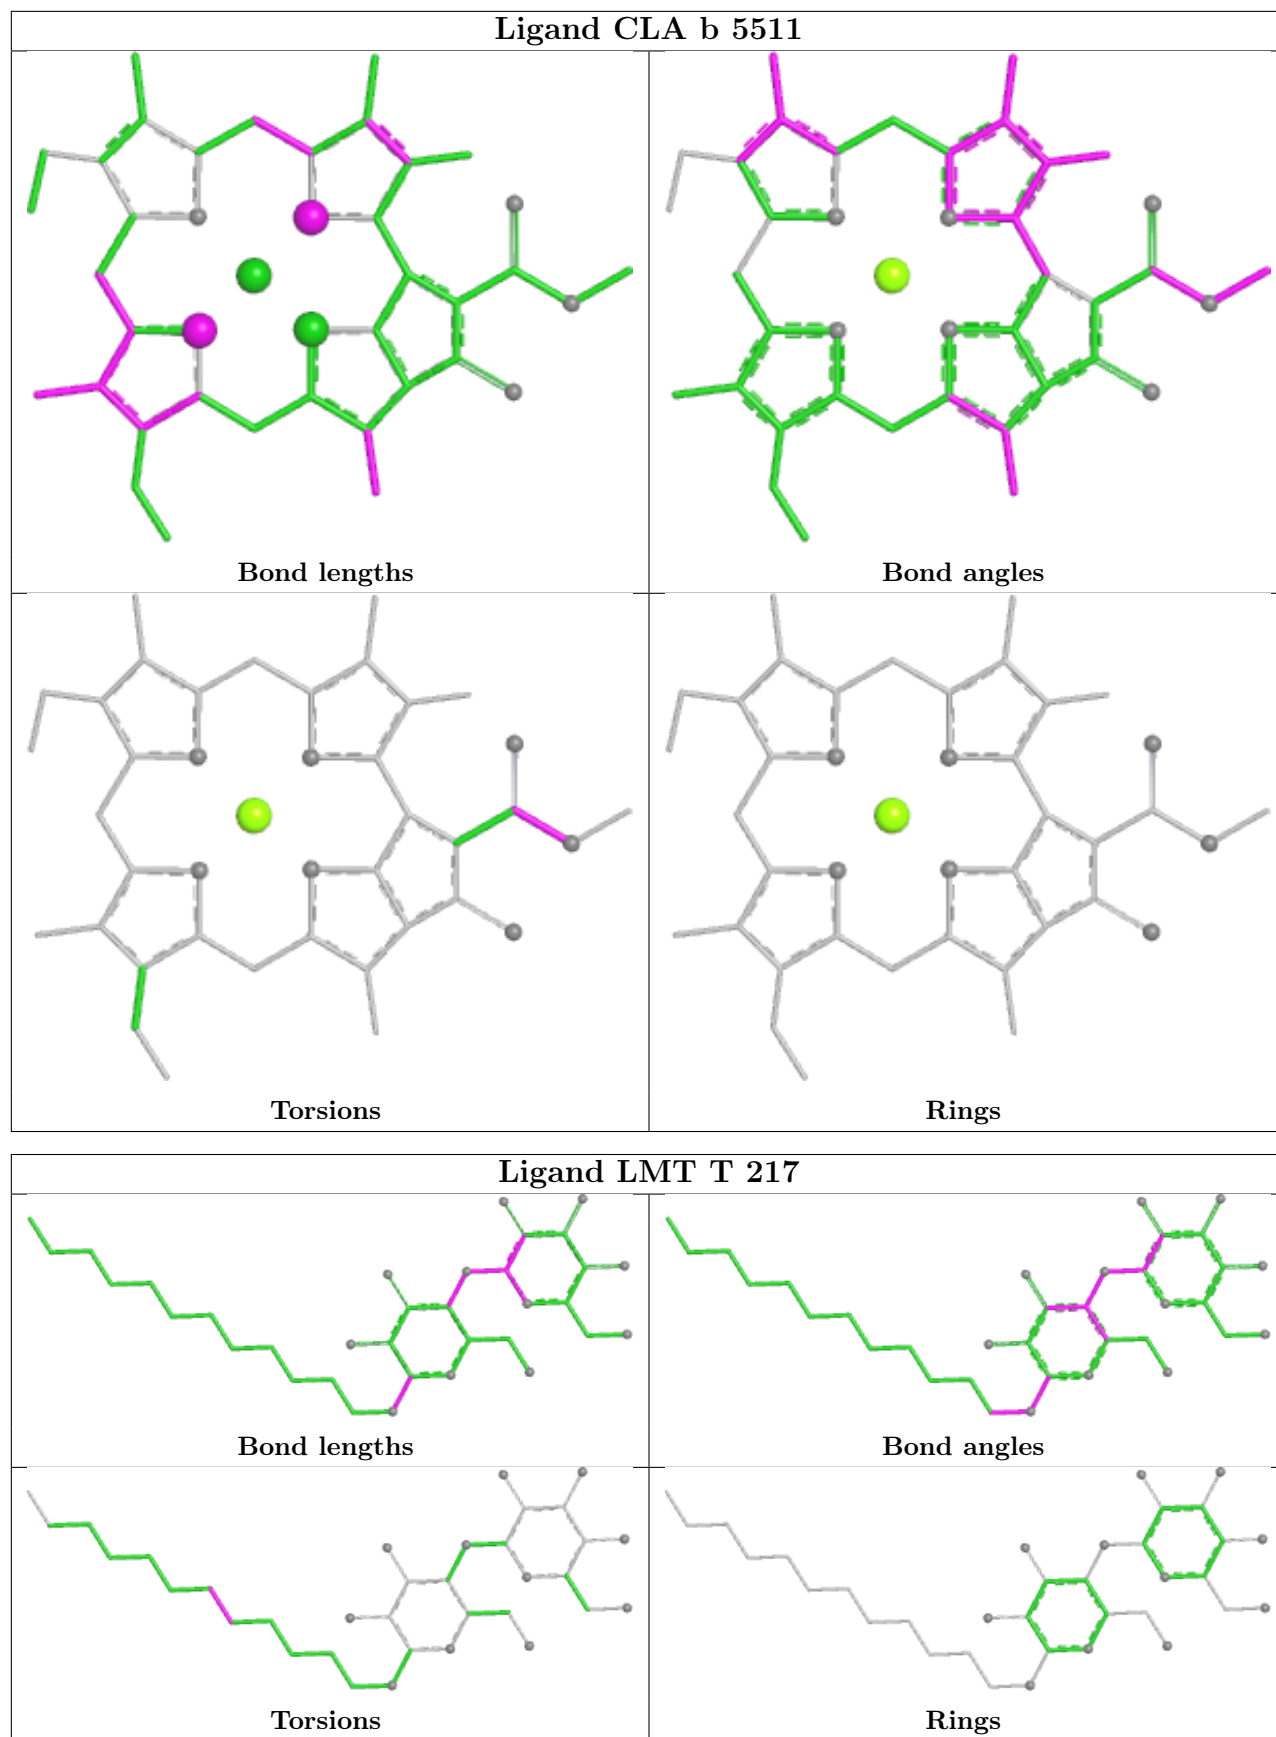 Ligand CLA b 5511
Bond lengths
Bond angles
Torsions
Rings
Ligand LMT T 217
Bond lengths
Bond angles
Torsions
Rings